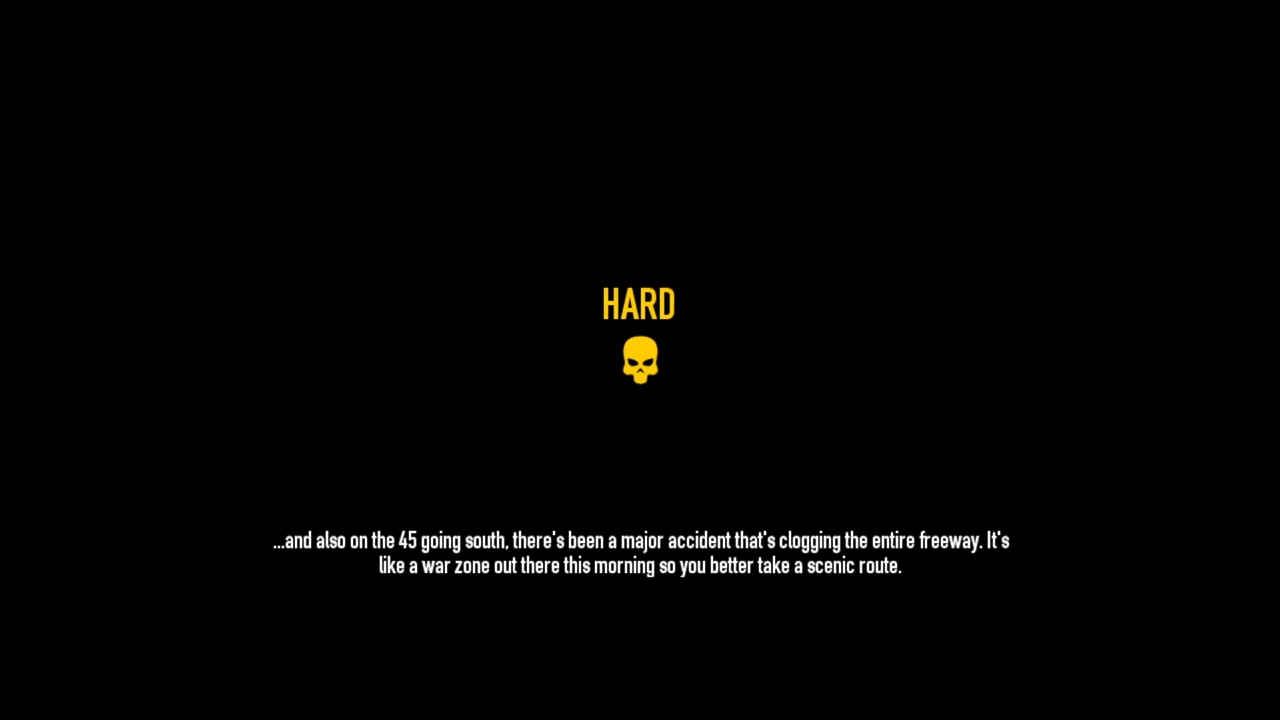 HARD
...and also on the 45 going south, there's been a major accident that's clogging the entire freeway. It's
like a war zone out there this morning so you better take a scenic route.